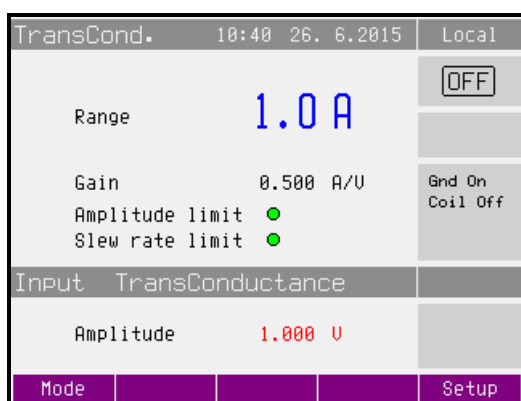 TransCond. 10:40 26. 6.2015 Local
OFF
Range 1.0 A
Gain 0.500 A/V Gnd On
Coil Off
Amplitude limit
Slew rate limit
Input TransConductance
Amplitude 1.000 V
Mode Setup